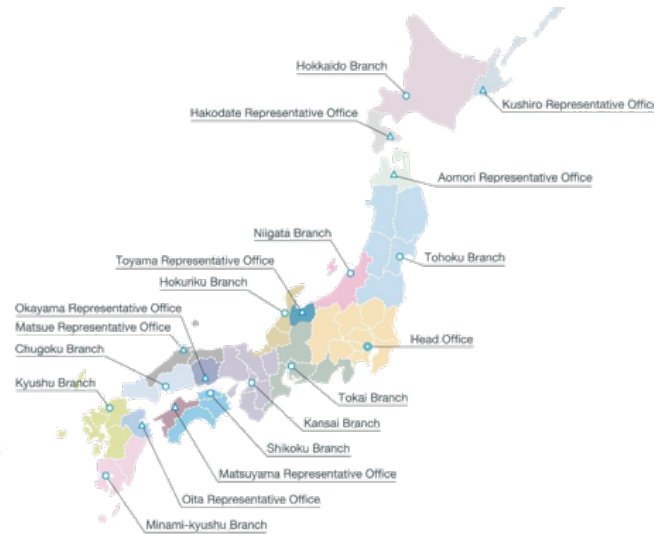 Hokkaido Branch
Kushiro Representative Office
Hakodate Representative Office
Aomori Representative Office
Niigata Branch
Toyama Representative Office
Tohoku Branch
Hokuriku Branch
Okayama Representative Office
Matsue Representative Office
Head Office
Chugoku Branch
Kyushu Branch
Tokai Branch
Kansai Branch
Shikoku Branch
Matsuyama Representative Office
Oita Representative Office
Minami-kyushu Branch